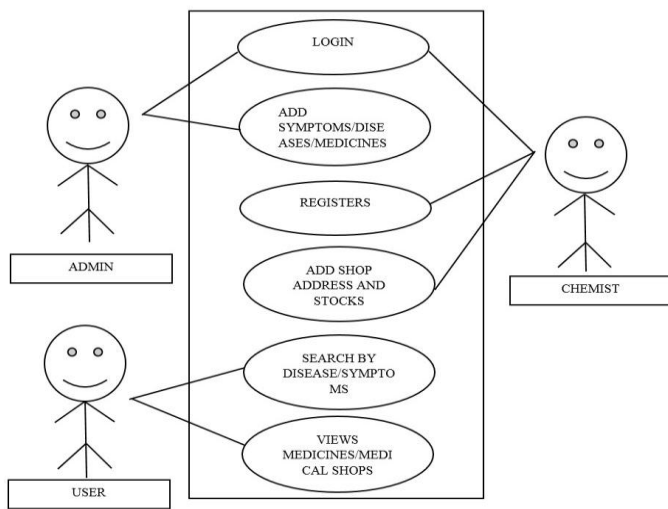 LOGIN
ADD
SYMPTOMS/DISE
ASES/MEDICINES
REGISTERS
ADMIN
ADD SHOP
ADDRESS AND
STOCKS
CHEMIST
SEARCH BY
DISEASE/SYMPTO
MS
VIEWS
MEDICINES/MEDI
CAL SHOPS
USER